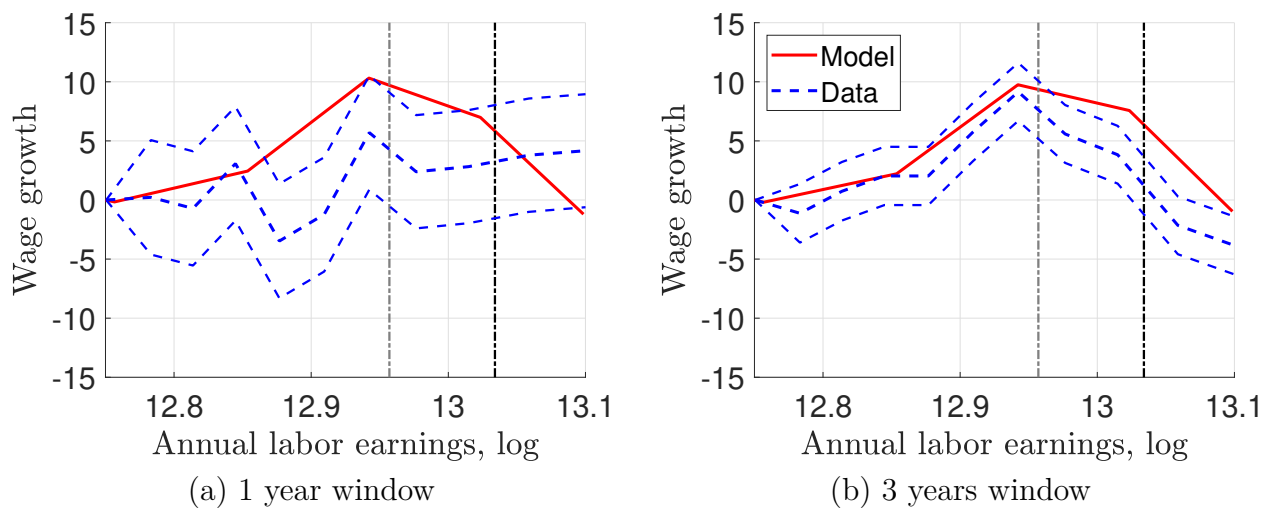 15
10
5
0
-5
-10
-15
Wage growth
12.8
12.9
13
13.1
Annual labor earnings, log
(a) 1 year window
15
10
5
0
-5
-10
-15
Wage growth
Model
Data
12.8
12.9
13
13.1
Annual labor earnings, log
(b) 3 years window